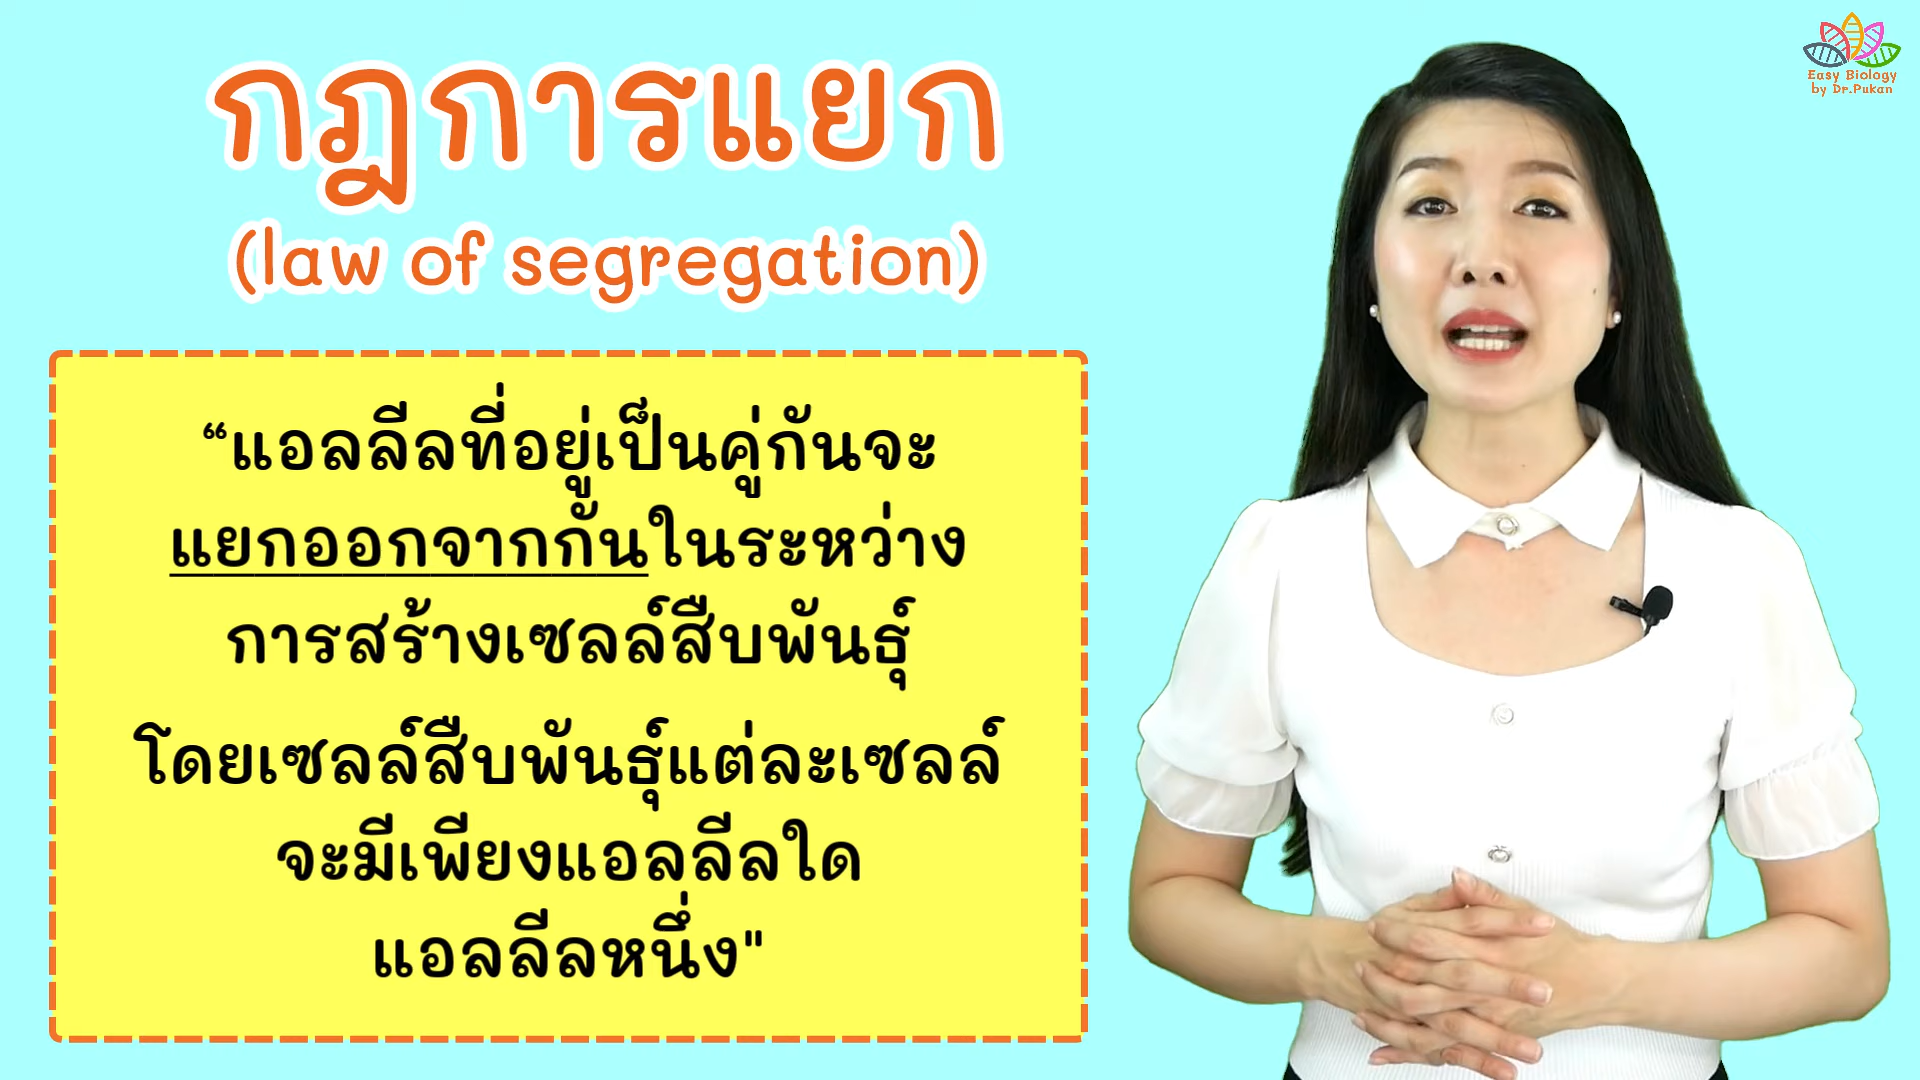 กฎการแยก
(law of segregation)
“แอลลีลที่อยู่เป็นคู่กันจะ
แยกออกจากกันในระหว่าง
การสร้างเซลล์สืบพันธุ์
โดยเซลล์สืบพันธุ์แต่ละเซลล์
จะมีเพียงแอลลีลใด
แอลลีลหนึ่ง"
Easy Biology
by Dr.Pukan